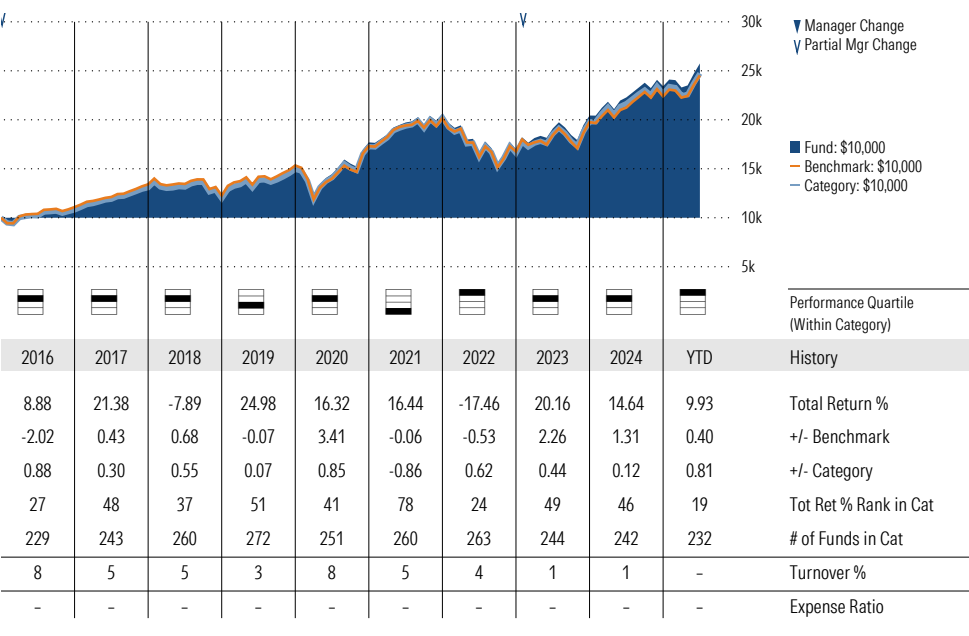 30k
▼ Manager Change
∨ Partial Mgr Change
25k
20k
Fund: $10,000
Benchmark: $10,000
Category: $10,000
15k
10k
5k
Performance Quartile
(Within Category)
2016 2017 2018 2019 2020 2021 2022 2023 2024 YTD History
8.88 21.38 -7.89 24.98 16.32 16.44 -17.46 20.16 14.64 9.93 Total Return %
-2.02 0.43 0.68 -0.07 3.41 -0.06 -0.53 2.26 1.31 0.40 +/- Benchmark
0.88 0.30 0.55 0.07 0.85 -0.86 0.62 0.44 0.12 0.81 +/- Category
27 48 37 51 41 78 24 49 46 19 Tot Ret % Rank in Cat
229 243 260 272 251 260 263 244 242 232 # of Funds in Cat
8 5 5 3 8 5 4 1 1 – Turnover %
– – – – – – – – – – Expense Ratio